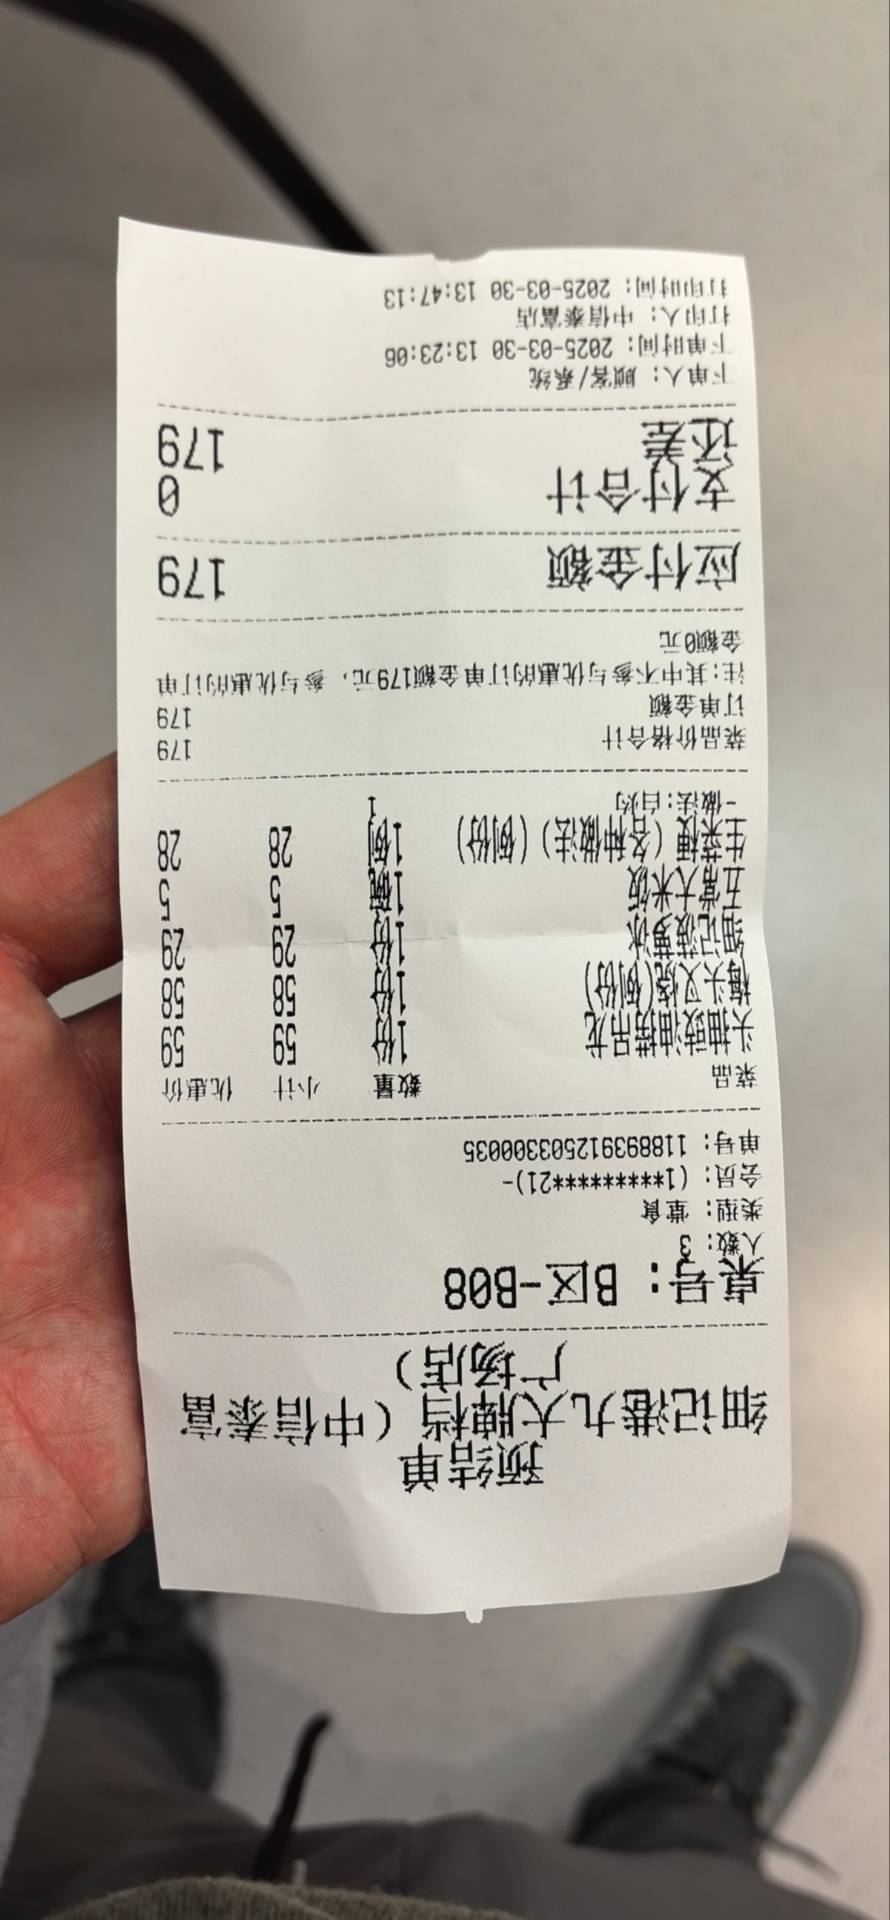 预结单
细记港九大牌档（中信泰富
广场店）
桌号：B区-B08
人数：3
类型：堂食
会员：(1*********21)-
单号：1188939125033000035
菜品 数量 小计 优惠价
头抽豉油捞吊龙 1份 59 59
梅头叉烧(例份) 1份 58 58
细记菠萝冰 1份 29 29
五常大米饭 1碗 5 5
生菜梗（各种做法）(例份) 1例 28 28
-做法:白灼 1
菜品价格合计 179
订单金额 179
注:其中不参与优惠的订单金额179元，参与优惠的订单
金额0元
应付金额 179
支付合计 0
还差 179
下单人：顾客/系统
下单时间：2025-03-30 13:23:06
打印人：中信泰富店
打印时间：2025-03-30 13:47:13